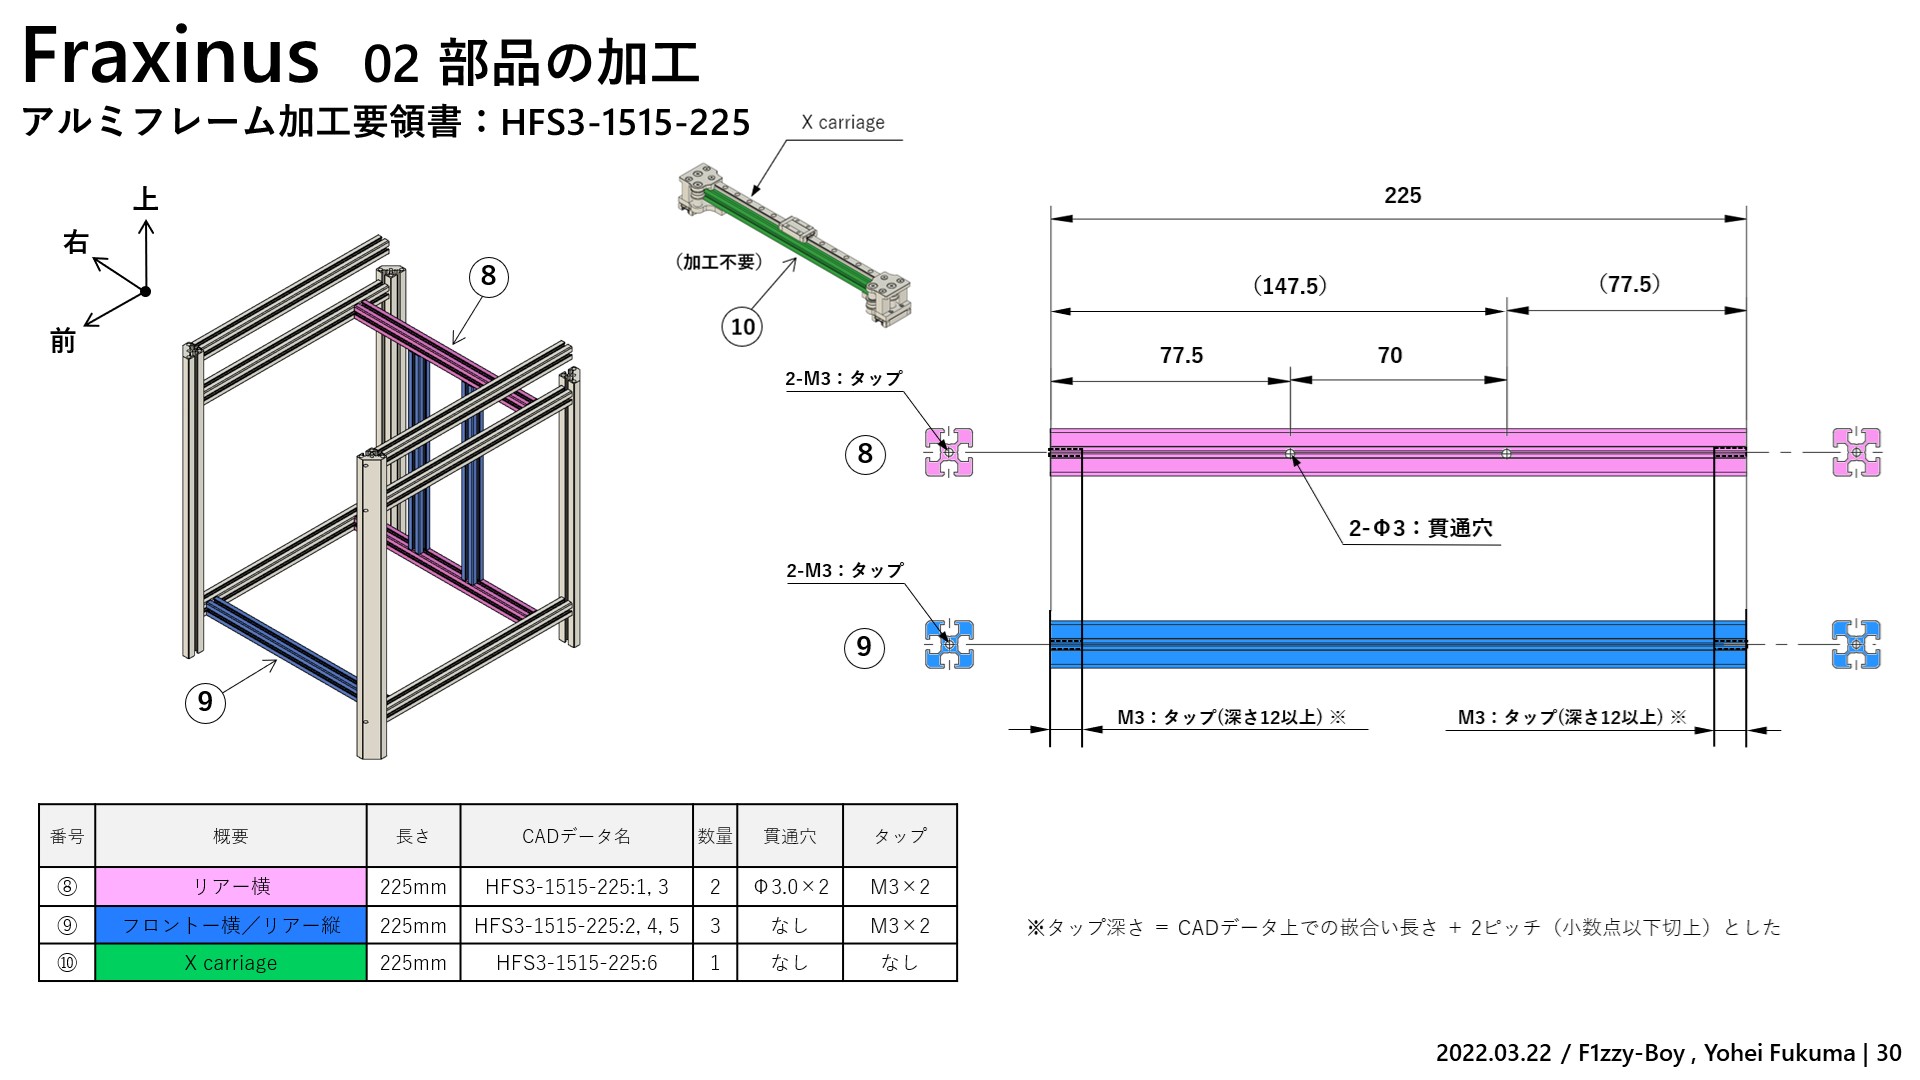 Fraxinus 02 部品の加工
アルミフレーム加工要領書：HFS3-1515-225
X carriage
上
右
前
(加工不要)
8
10
9
225
(147.5)
(77.5)
77.5
70
2-M3：タップ
8
2-Φ3：貫通穴
2-M3：タップ
9
M3：タップ(深さ12以上) ※
M3：タップ(深さ12以上) ※
番号 概要 長さ CADデータ名 数量 貫通穴 タップ
⑧ リアー横 225mm HFS3-1515-225:1, 3 2 Φ3.0×2 M3×2
⑨ フロントー横／リアー縦 225mm HFS3-1515-225:2, 4, 5 3 なし M3×2
⑩ X carriage 225mm HFS3-1515-225:6 1 なし なし
※タップ深さ ＝ CADデータ上での嵌合い長さ ＋ 2ピッチ（小数点以下切上）とした
2022.03.22 / F1zzy-Boy , Yohei Fukuma | 30